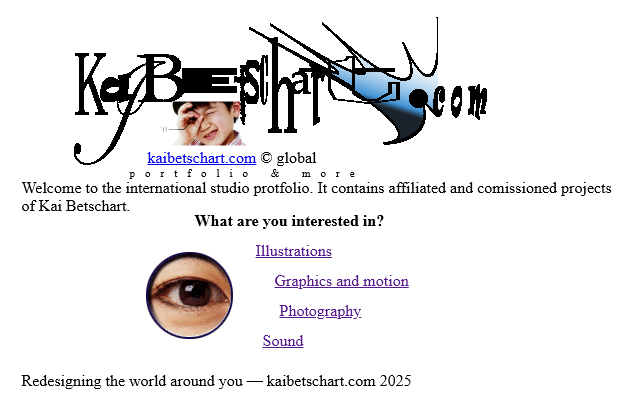 KaiBetschart.com
kaibetschart.com © global
portfolio & more
Welcome to the international studio protfolio. It contains affiliated and comissioned projects
of Kai Betschart.
What are you interested in?
Illustrations
Graphics and motion
Photography
Sound
Redesigning the world around you — kaibetschart.com 2025